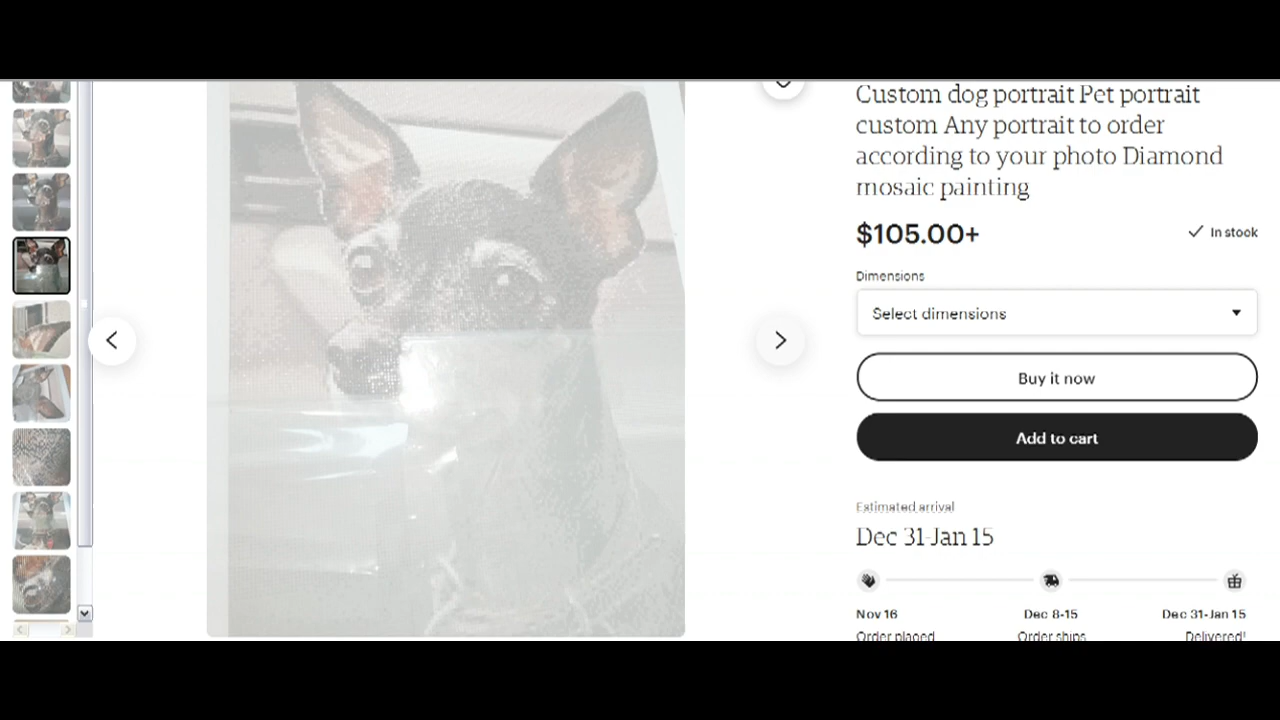 Custom dog portrait Pet portrait
custom Any portrait to order
according to your photo Diamond
mosaic painting
$105.00+
In stock
Dimensions
Select dimensions
Buy it now
Add to cart
Estimated arrival
Dec 31-Jan 15
Nov 16
Dec 8-15
Dec 31-Jan 15
Order placed
Order ships
Delivered!